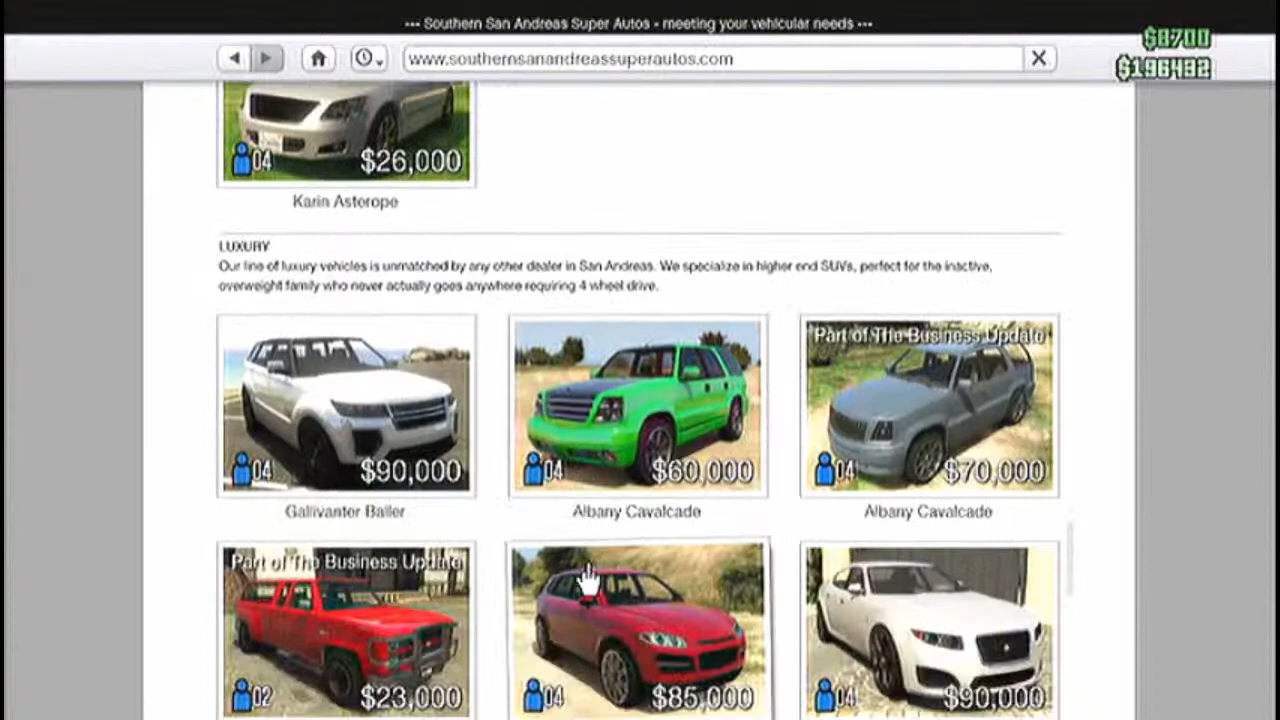 --- Southern San Andreas Super Autos - meeting your vehicular needs ---
$8700
www.southernsanandreassuperautos.com
$196432
04 $26,000
Karin Asterope
LUXURY
Our line of luxury vehicles is unmatched by any other dealer in San Andreas. We specialize in higher end SUVs, perfect for the inactive,
overweight family who never actually goes anywhere requiring 4 wheel drive.
Part of The Business Update
04 $90,000
04 $60,000
04 $70,000
Gallivanter Baller
Albany Cavalcade
Albany Cavalcade
Part of The Business Update
02 $23,000
04 $85,000
04 $90,000